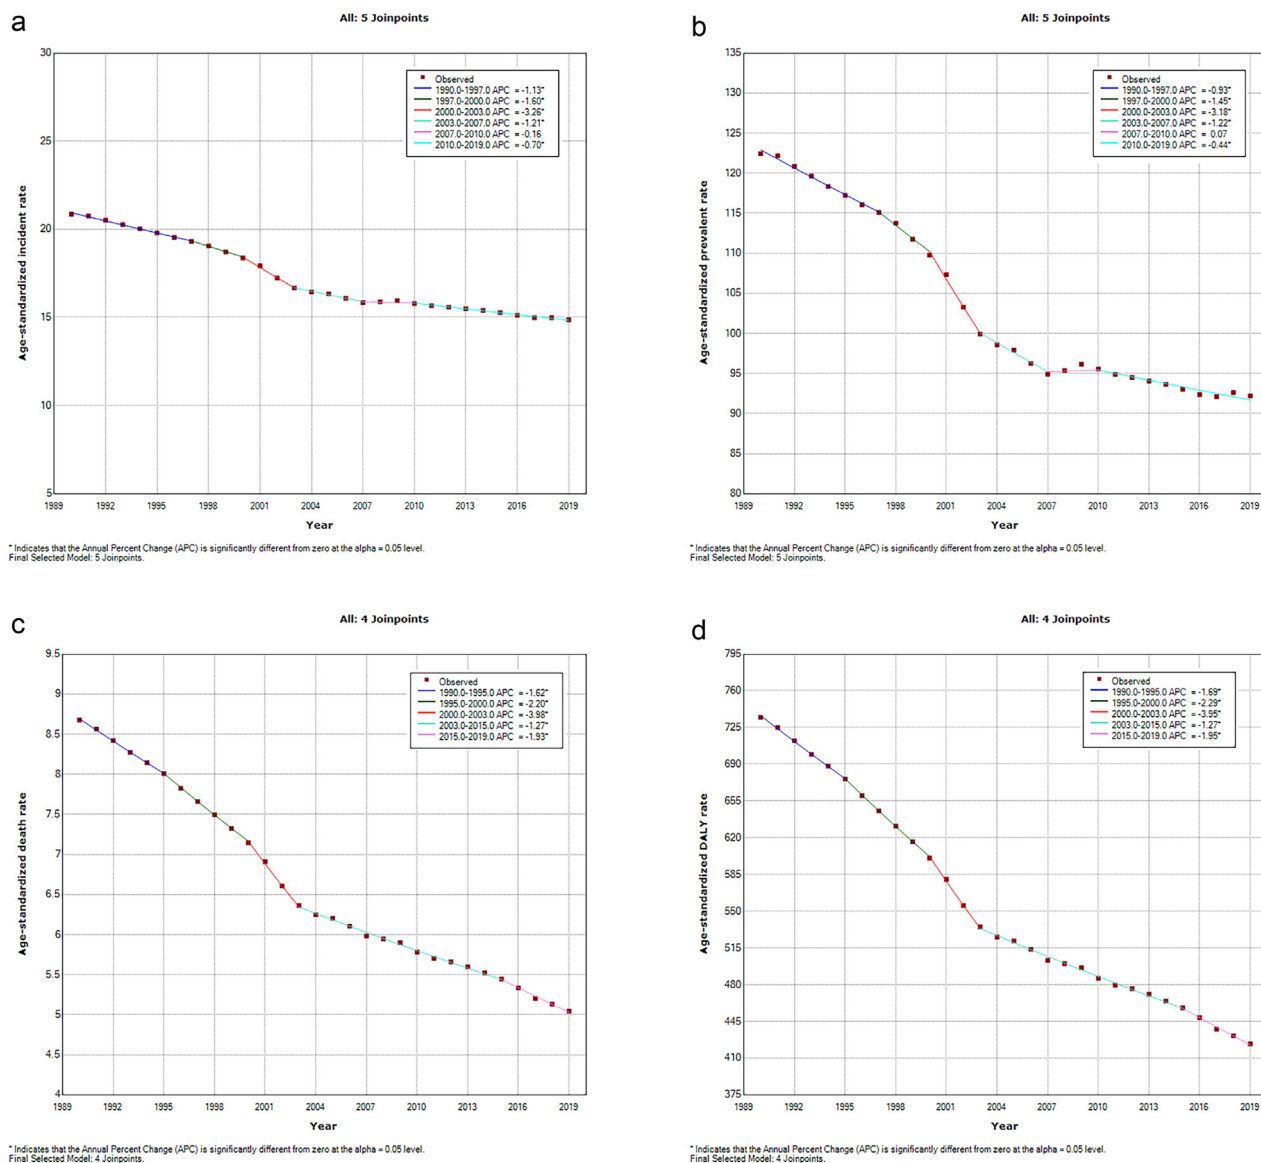 a
All: 5 Joinpoints
30
25
20
15
10
5
Age-standardized incident rate
Observed
1990.0-1997.0 APC = -1.13*
1997.0-2000.0 APC = -1.60*
2000.0-2003.0 APC = -3.26*
2003.0-2007.0 APC = -1.21*
2007.0-2010.0 APC = -0.16
2010.0-2019.0 APC = -0.70*
1989 1992 1995 1998 2001 2004 2007 2010 2013 2016 2019
Year
* Indicates that the Annual Percent Change (APC) is significantly different from zero at the alpha = 0.05 level.
Final Selected Model: 5 Joinpoints.
b
All: 5 Joinpoints
135
130
125
120
115
110
105
100
95
90
85
80
Age-standardized prevalent rate
Observed
1990.0-1997.0 APC = -0.93*
1997.0-2000.0 APC = -1.45*
2000.0-2003.0 APC = -3.18*
2003.0-2007.0 APC = -1.22*
2007.0-2010.0 APC = 0.07
2010.0-2019.0 APC = -0.44*
1989 1992 1995 1998 2001 2004 2007 2010 2013 2016 2019
Year
* Indicates that the Annual Percent Change (APC) is significantly different from zero at the alpha = 0.05 level.
Final Selected Model: 5 Joinpoints.
c
All: 4 Joinpoints
9.5
9
8.5
8
7.5
7
6.5
6
5.5
5
4.5
4
Age-standardized death rate
Observed
1990.0-1995.0 APC = -1.62*
1995.0-2000.0 APC = -2.20*
2000.0-2003.0 APC = -3.98*
2003.0-2015.0 APC = -1.27*
2015.0-2019.0 APC = -1.93*
1989 1992 1995 1998 2001 2004 2007 2010 2013 2016 2019
Year
* Indicates that the Annual Percent Change (APC) is significantly different from zero at the alpha = 0.05 level.
Final Selected Model: 4 Joinpoints.
d
All: 4 Joinpoints
795
760
725
690
655
620
585
550
515
480
445
410
375
Age-standardized DALY rate
Observed
1990.0-1995.0 APC = -1.69*
1995.0-2000.0 APC = -2.29*
2000.0-2003.0 APC = -3.95*
2003.0-2015.0 APC = -1.27*
2015.0-2019.0 APC = -1.95*
1989 1992 1995 1998 2001 2004 2007 2010 2013 2016 2019
Year
* Indicates that the Annual Percent Change (APC) is significantly different from zero at the alpha = 0.05 level.
Final Selected Model: 4 Joinpoints.